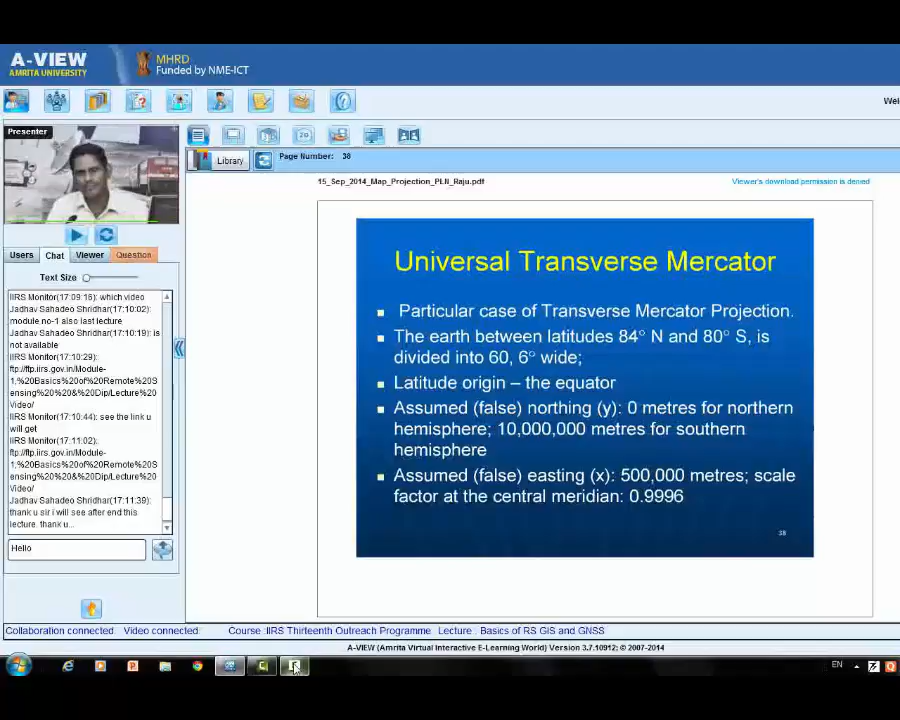 A-VIEW
AMRITA UNIVERSITY
MHRD
Funded by NME-ICT
Wel
Presenter
Library
Page Number: 38
15_Sep_2014_Map_Projection_PLN_Raju.pdf
Viewer's download permission is denied
Users
Chat
Viewer
Question
Text Size
IIRS Monitor(17:09:16): which video
Jadhav Sahadeo Shridhar(17:10:02):
module no-1 also last lecture
Jadhav Sahadeo Shridhar(17:10:19): is
not available
IIRS Monitor(17:10:29):
ftp://ftp.iirs.gov.in/Module-
1,%20Basics%20of%20Remote%20S
ensing%20%20&%20Dip/Lecture%20
Video/
IIRS Monitor(17:10:44): see the link u
will get
IIRS Monitor(17:11:02):
ftp://ftp.iirs.gov.in/Module-
1,%20Basics%20of%20Remote%20S
ensing%20%20&%20Dip/Lecture%20
Video/
Jadhav Sahadeo Shridhar(17:11:39):
thank u sir i will see after end this
lecture. thank u...
Hello
Universal Transverse Mercator
Particular case of Transverse Mercator Projection.
The earth between latitudes 84° N and 80° S, is
divided into 60, 6° wide;
Latitude origin – the equator
Assumed (false) northing (y): 0 metres for northern
hemisphere; 10,000,000 metres for southern
hemisphere
Assumed (false) easting (x): 500,000 metres; scale
factor at the central meridian: 0.9996
38
Collaboration connected Video connected Course :IIRS Thirteenth Outreach Programme Lecture : Basics of RS GIS and GNSS
A-VIEW (Amrita Virtual Interactive E-Learning World) Version 3.7.10912; © 2007-2014
EN